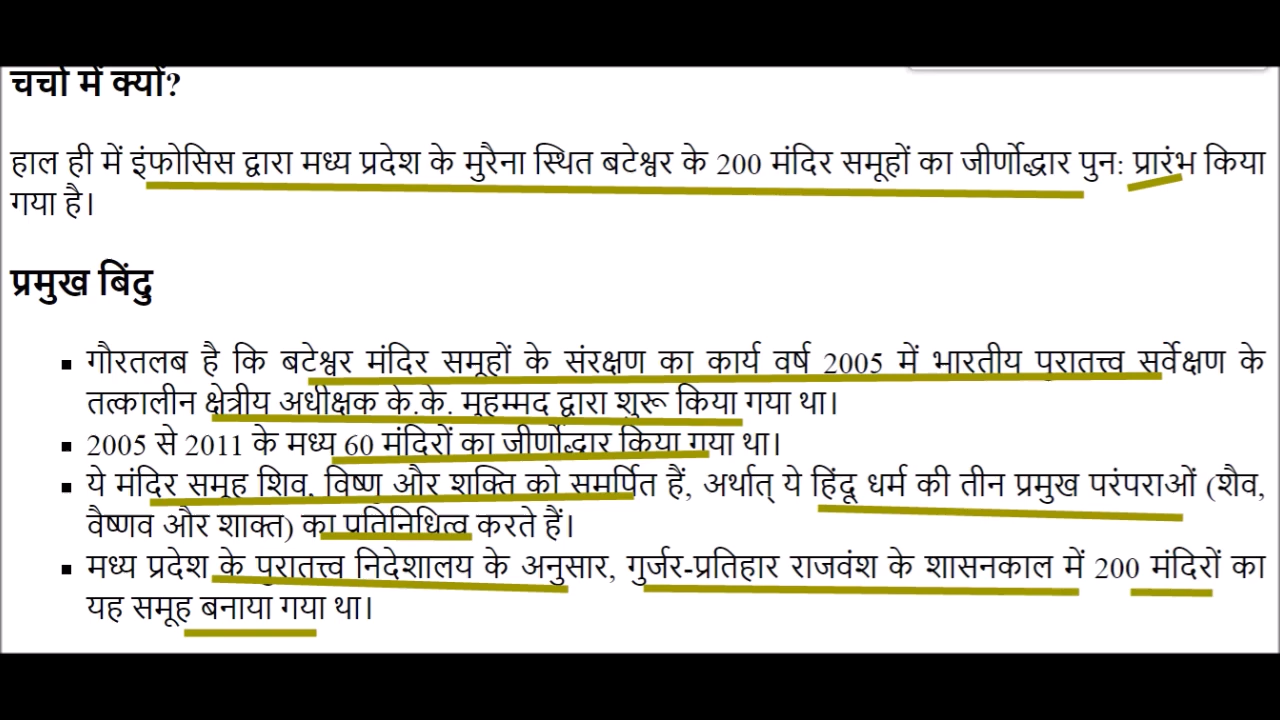 चर्चा में क्यों?
हाल ही में इंफोसिस द्वारा मध्य प्रदेश के मुरैना स्थित बटेश्वर के 200 मंदिर समूहों का जीर्णोद्धार पुन: प्रारंभ किया
गया है।
प्रमुख बिंदु
▪ गौरतलब है कि बटेश्वर मंदिर समूहों के संरक्षण का कार्य वर्ष 2005 में भारतीय पुरातत्त्व सर्वेक्षण के
तत्कालीन क्षेत्रीय अधीक्षक के.के. मुहम्मद द्वारा शुरू किया गया था।
▪ 2005 से 2011 के मध्य 60 मंदिरों का जीर्णोद्धार किया गया था।
▪ ये मंदिर समूह शिव, विष्णु और शक्ति को समर्पित हैं, अर्थात् ये हिंदू धर्म की तीन प्रमुख परंपराओं (शैव,
वैष्णव और शाक्त) का प्रतिनिधित्व करते हैं।
▪ मध्य प्रदेश के पुरातत्त्व निदेशालय के अनुसार, गुर्जर-प्रतिहार राजवंश के शासनकाल में 200 मंदिरों का
यह समूह बनाया गया था।